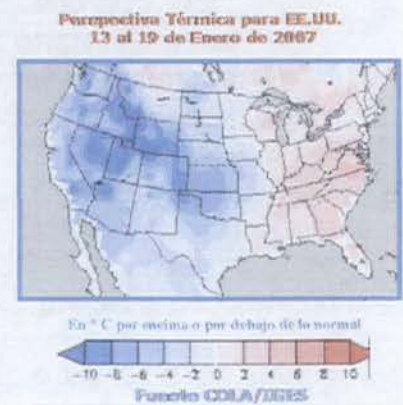 Perspectiva Térmica para EE.UU.
13 al 19 de Enero de 2007
En ° C por encima o por debajo de lo normal
-10 -8 -6 -4 -2 0 2 4 6 8 10
Fuente COLA/IGES